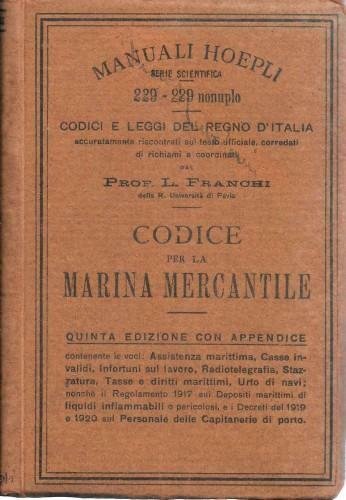 MANUALI HOEPLI
SERIE SCIENTIFICA
229 - 229 nonuplo
CODICI E LEGGI DEL REGNO D'ITALIA
accuratamente riscontrati sul testo ufficiale, corredati
di richiami e coordinati
DAL
PROF. L. FRANCHI
della R. Università di Pavia
CODICE
PER LA
MARINA MERCANTILE
QUINTA EDIZIONE CON APPENDICE
contenente le voci: Assistenza marittima, Casse in-
validi, Infortuni sul lavoro, Radiotelegrafia, Staz-
zatura, Tasse e diritti marittimi, Urto di navi;
nonchè il Regolamento 1917 sui Depositi marittimi di
liquidi infiammabili o pericolosi, e i Decreti del 1919
e 1920 sul Personale delle Capitanerie di porto.